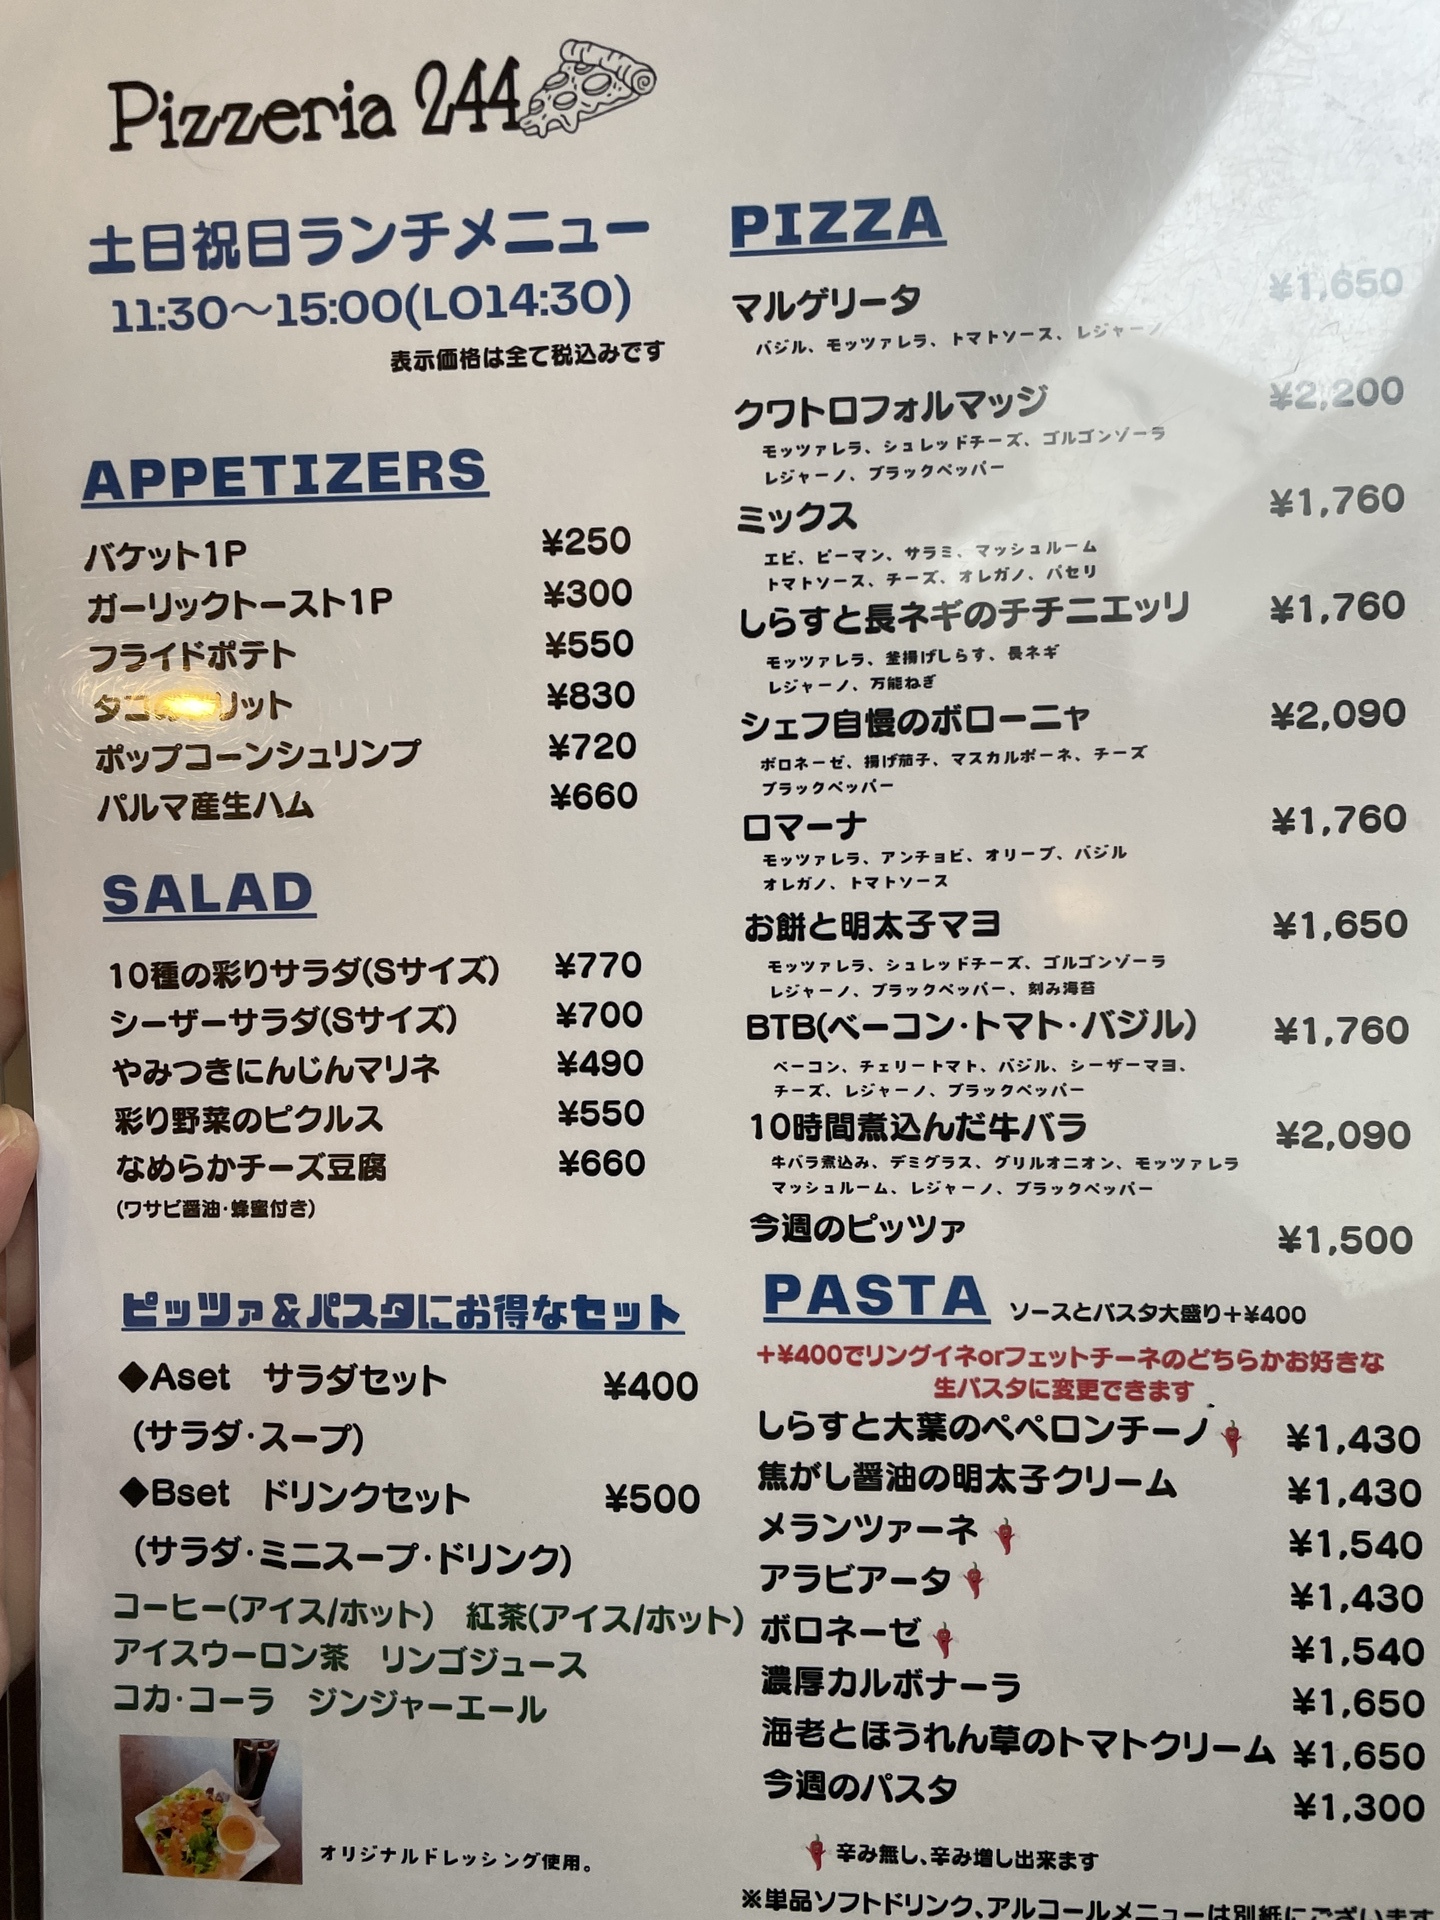 Pizzeria 244
土日祝日ランチメニュー
11:30〜15:00(LO14:30)
表示価格は全て税込みです
APPETIZERS
バケット1P ¥250
ガーリックトースト1P ¥300
フライドポテト ¥550
タコのフリット ¥830
ポップコーンシュリンプ ¥720
パルマ産生ハム ¥660
SALAD
10種の彩りサラダ(Sサイズ) ¥770
シーザーサラダ(Sサイズ) ¥700
やみつきにんじんマリネ ¥490
彩り野菜のピクルス ¥550
なめらかチーズ豆腐 ¥660
(ワサビ醤油・蜂蜜付き)
ピッツァ&パスタにお得なセット
◆Aset サラダセット ¥400
(サラダ・スープ)
◆Bset ドリンクセット ¥500
(サラダ・ミニスープ・ドリンク)
コーヒー(アイス/ホット) 紅茶(アイス/ホット)
アイスウーロン茶 リンゴジュース
コカ・コーラ ジンジャーエール
オリジナルドレッシング使用。
PIZZA
マルゲリータ ¥1,650
バジル、モッツァレラ、トマトソース、レジャーノ
クワトロフォルマッジ ¥2,200
モッツァレラ、シュレッドチーズ、ゴルゴンゾーラ
レジャーノ、ブラックペッパー
ミックス ¥1,760
エビ、ピーマン、サラミ、マッシュルーム
トマトソース、チーズ、オレガノ、パセリ
しらすと長ネギのチチニエッリ ¥1,760
モッツァレラ、釜揚げしらす、長ネギ
レジャーノ、万能ねぎ
シェフ自慢のボローニャ ¥2,090
ボロネーゼ、揚げ茄子、マスカルポーネ、チーズ
ブラックペッパー
ロマーナ ¥1,760
モッツァレラ、アンチョビ、オリーブ、バジル
オレガノ、トマトソース
お餅と明太子マヨ ¥1,650
モッツァレラ、シュレッドチーズ、ゴルゴンゾーラ
レジャーノ、ブラックペッパー、刻み海苔
BTB(ベーコン・トマト・バジル) ¥1,760
ベーコン、チェリートマト、バジル、シーザーマヨ、
チーズ、レジャーノ、ブラックペッパー
10時間煮込んだ牛バラ ¥2,090
牛バラ煮込み、デミグラス、グリルオニオン、モッツァレラ
マッシュルーム、レジャーノ、ブラックペッパー
今週のピッツァ ¥1,500
PASTA ソースとパスタ大盛り+¥400
+¥400でリングイネorフェットチーネのどちらかお好きな
生パスタに変更できます
しらすと大葉のペペロンチーノ ¥1,430
焦がし醤油の明太子クリーム ¥1,430
メランツァーネ ¥1,540
アラビアータ ¥1,430
ボロネーゼ ¥1,540
濃厚カルボナーラ ¥1,650
海老とほうれん草のトマトクリーム ¥1,650
今週のパスタ ¥1,300
辛み無し、辛み増し出来ます
※単品ソフトドリンク、アルコールメニューは別紙にございます